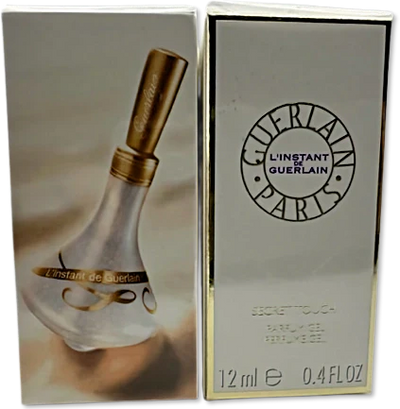 Guerlain
L'Instant de Guerlain
GUERLAIN
PARIS
L'INSTANT
DE
GUERLAIN
SECRET TOUCH
PARFUM GEL
PERFUME GEL
12 ml e 0.4 FL OZ